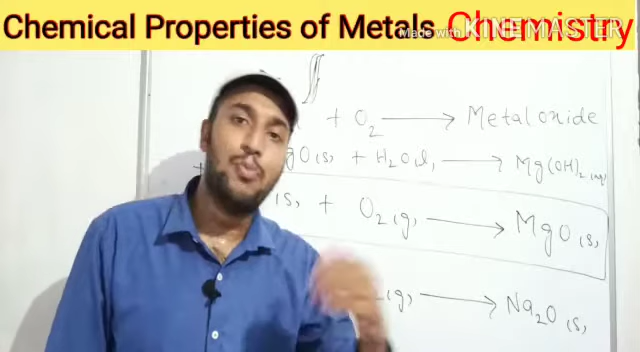 Chemical Properties of Metals Chemistry
Made with KINEMASTER
+ O2 → Metal oxide
gO(s) + H2O(l) → Mg(OH)2(aq)
(s) + O2(g) → MgO(s)
(g) → Na2O(s)